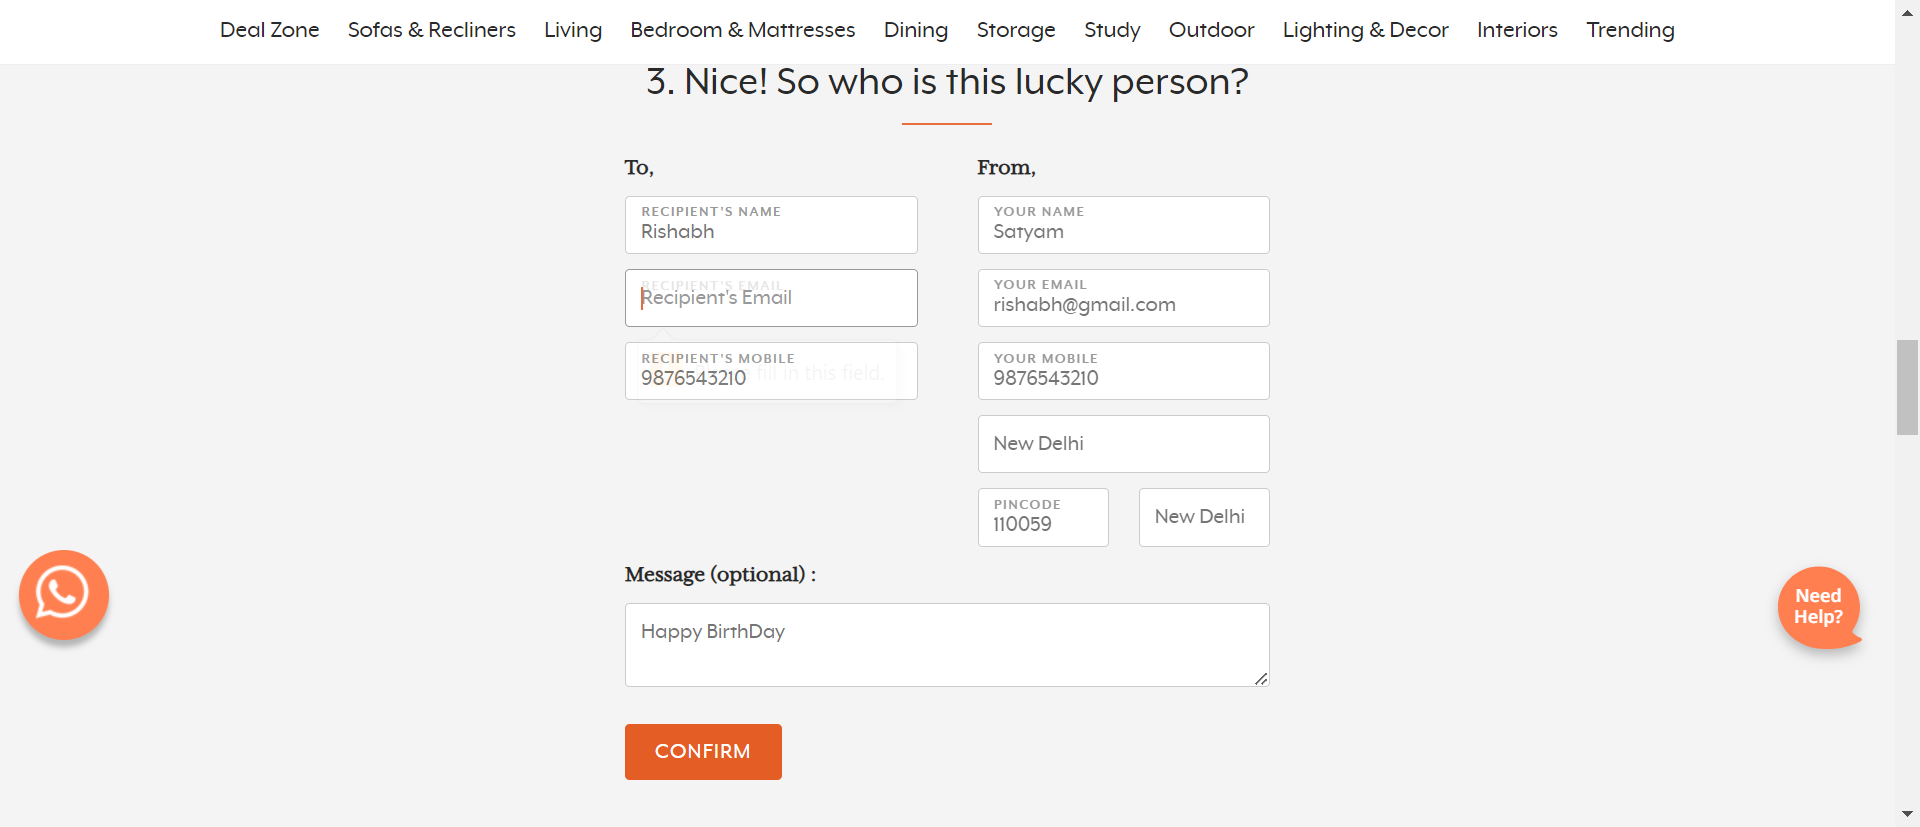 Deal Zone Sofas & Recliners Living Bedroom & Mattresses Dining Storage Study Outdoor Lighting & Decor Interiors Trending
3. Nice! So who is this lucky person?
To,
RECIPIENT'S NAME
Rishabh
RECIPIENT'S EMAIL
Recipient's Email
RECIPIENT'S MOBILE
9876543210
fill in this field.
From,
YOUR NAME
Satyam
YOUR EMAIL
rishabh@gmail.com
YOUR MOBILE
9876543210
New Delhi
PINCODE
110059
New Delhi
Message (optional) :
Happy BirthDay
CONFIRM
Need
Help?